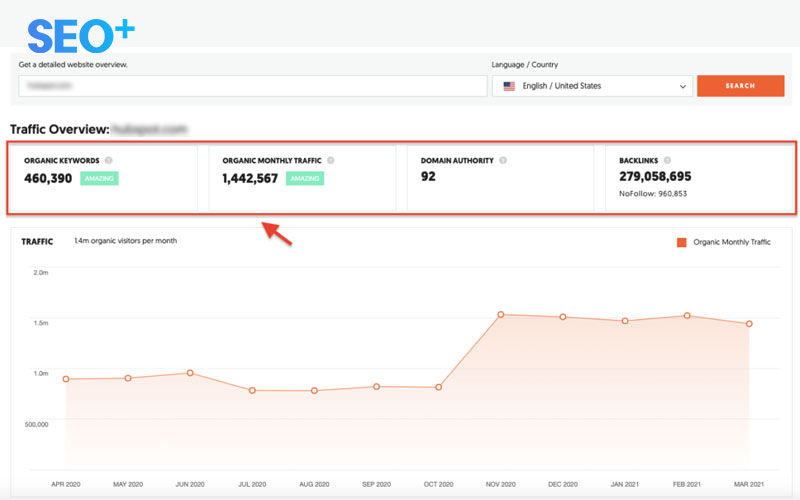 SEO+
Get a detailed website overview.
Language / Country
English / United States
SEARCH
Traffic Overview:
ORGANIC KEYWORDS
460,390 AMAZING
ORGANIC MONTHLY TRAFFIC
1,442,567 AMAZING
DOMAIN AUTHORITY
92
BACKLINKS
279,058,695
NoFollow: 960,853
TRAFFIC 1.4m organic visitors per month
Organic Monthly Traffic
2.0m
1.5m
1.0m
500,000
APR 2020 MAY 2020 JUN 2020 JUL 2020 AUG 2020 SEP 2020 OCT 2020 NOV 2020 DEC 2020 JAN 2021 FEB 2021 MAR 2021